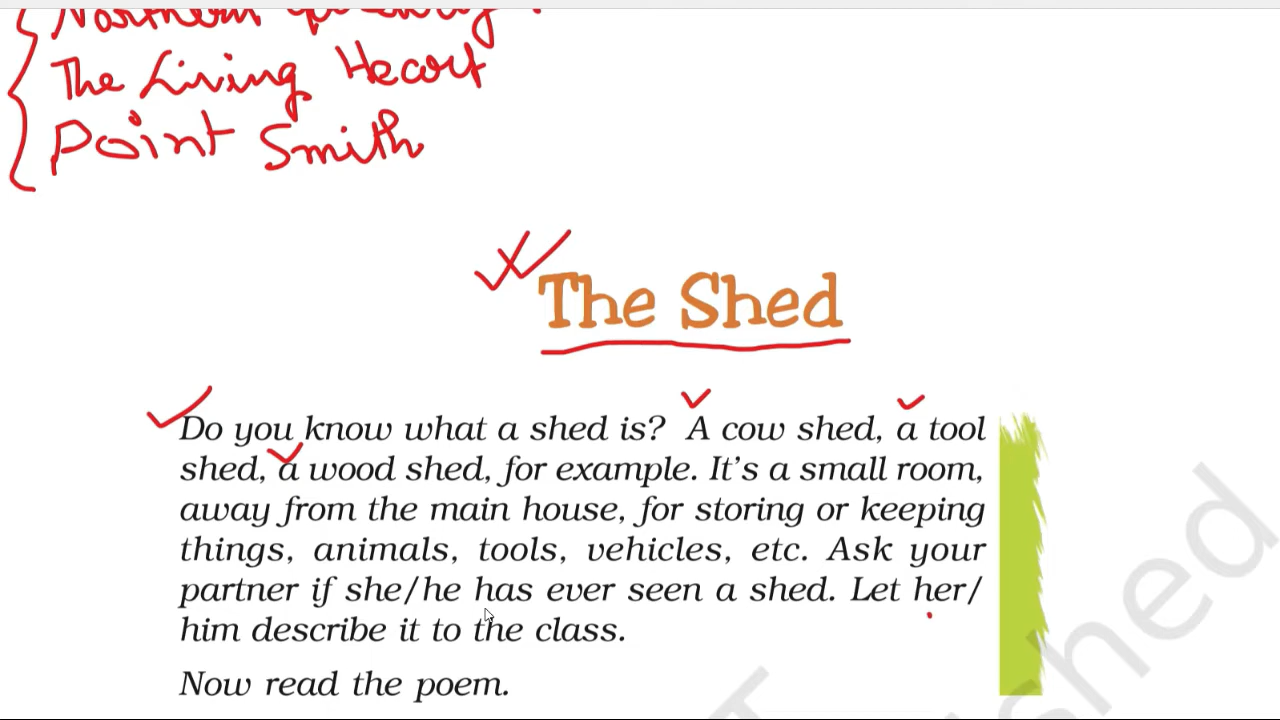 Northern
The Living Heart
Point Smith
The Shed
Do you know what a shed is? A cow shed, a tool
shed, a wood shed, for example. It's a small room,
away from the main house, for storing or keeping
things, animals, tools, vehicles, etc. Ask your
partner if she/he has ever seen a shed. Let her/
him describe it to the class.
Now read the poem.
shed